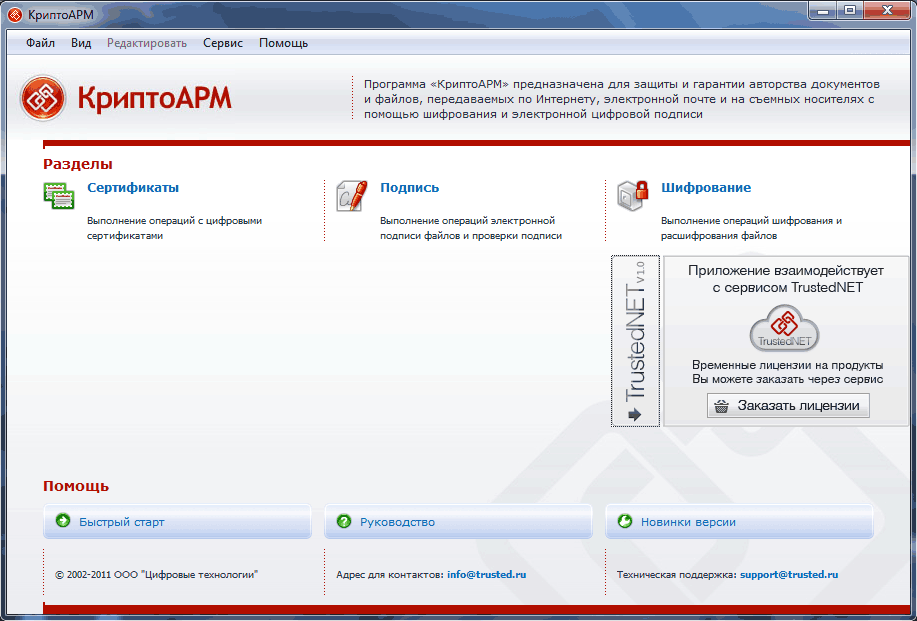 КриптоАРМ
Файл Вид Редактировать Сервис Помощь
КриптоАРМ
Программа «КриптоАРМ» предназначена для защиты и гарантии авторства документов
и файлов, передаваемых по Интернету, электронной почте и на съемных носителях с
помощью шифрования и электронной цифровой подписи
Разделы
Сертификаты
Выполнение операций с цифровыми
сертификатами
Подпись
Выполнение операций электронной
подписи файлов и проверки подписи
Шифрование
Выполнение операций шифрования и
расшифрования файлов
TrustedNET v1.0
Приложение взаимодействует
с сервисом TrustedNET
TrustedNET
Временные лицензии на продукты
Вы можете заказать через сервис
Заказать лицензии
Помощь
Быстрый старт
Руководство
Новинки версии
© 2002-2011 ООО "Цифровые технологии"
Адрес для контактов: info@trusted.ru
Техническая поддержка: support@trusted.ru